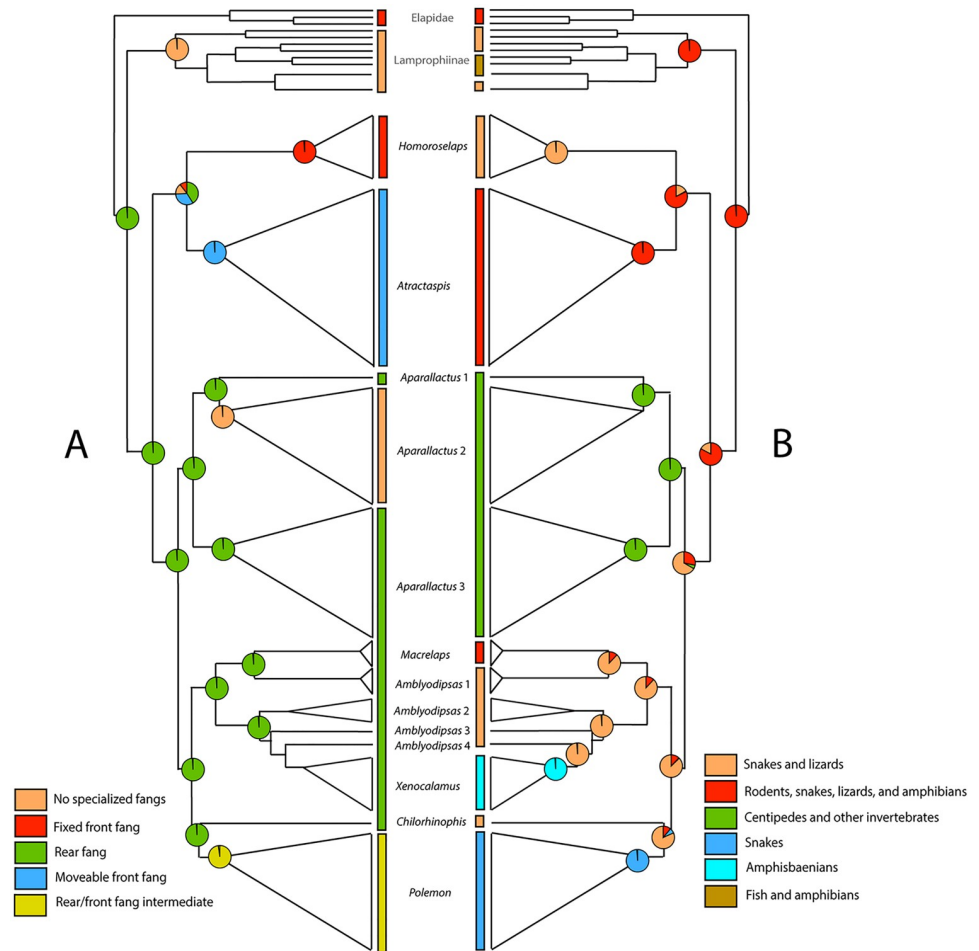 Elapidae
Lamprophiinae
Homoroselaps
Atractaspis
Aparallactus 1
A
B
Aparallactus 2
Aparallactus 3
Macrelaps
Amblyodipsas 1
Amblyodipsas 2
Amblyodipsas 3
Amblyodipsas 4
Xenocalamus
Chilorhinophis
Polemon
No specialized fangs
Fixed front fang
Rear fang
Moveable front fang
Rear/front fang intermediate
Snakes and lizards
Rodents, snakes, lizards, and amphibians
Centipedes and other invertebrates
Snakes
Amphisbaenians
Fish and amphibians